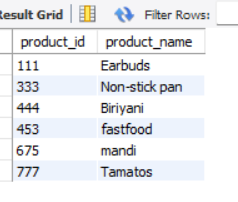 Result Grid Filter Rows:
product_id product_name
111 Earbuds
333 Non-stick pan
444 Biriyani
453 fastfood
675 mandi
777 Tamatos